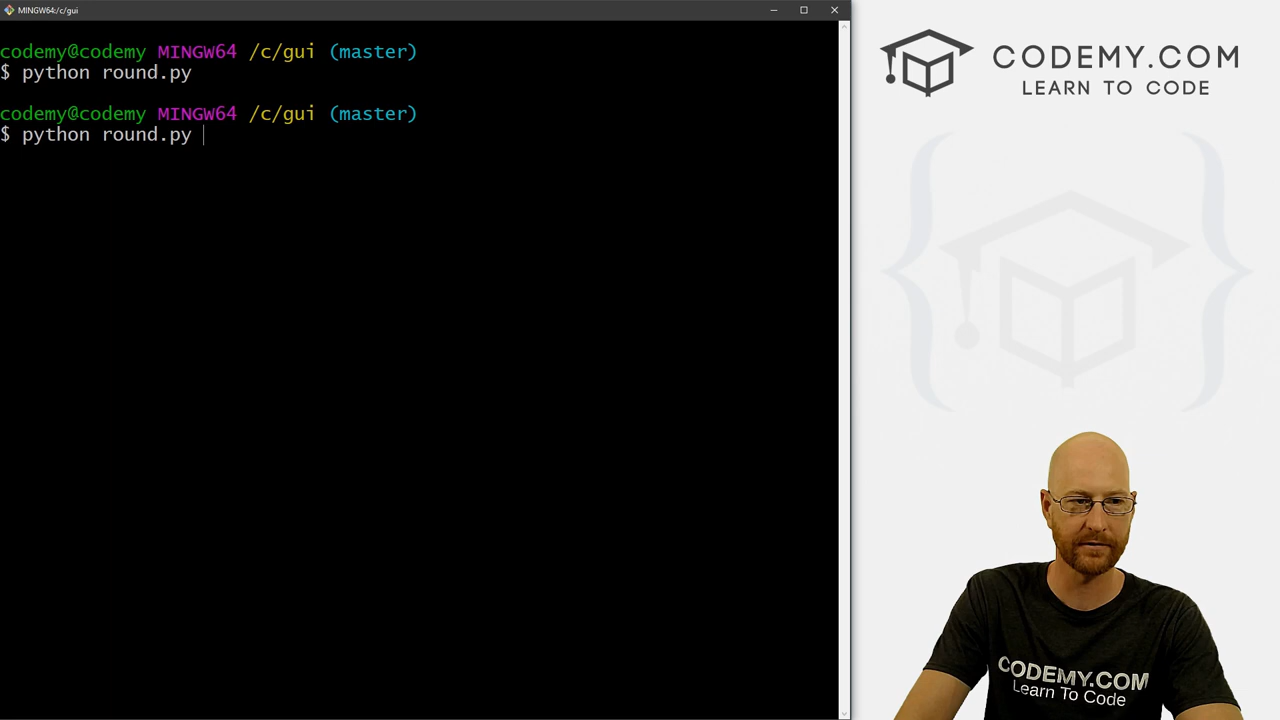 MINGW64:/c/gui
codemy@codemy MINGW64 /c/gui (master)
$ python round.py
codemy@codemy MINGW64 /c/gui (master)
$ python round.py
CODEMY.COM
LEARN TO CODE
CODEMY.COM
Learn To Code